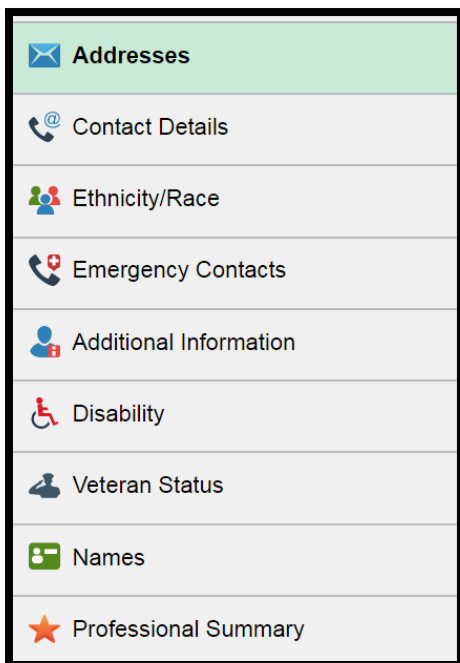 Addresses
Contact Details
Ethnicity/Race
Emergency Contacts
Additional Information
Disability
Veteran Status
Names
Professional Summary